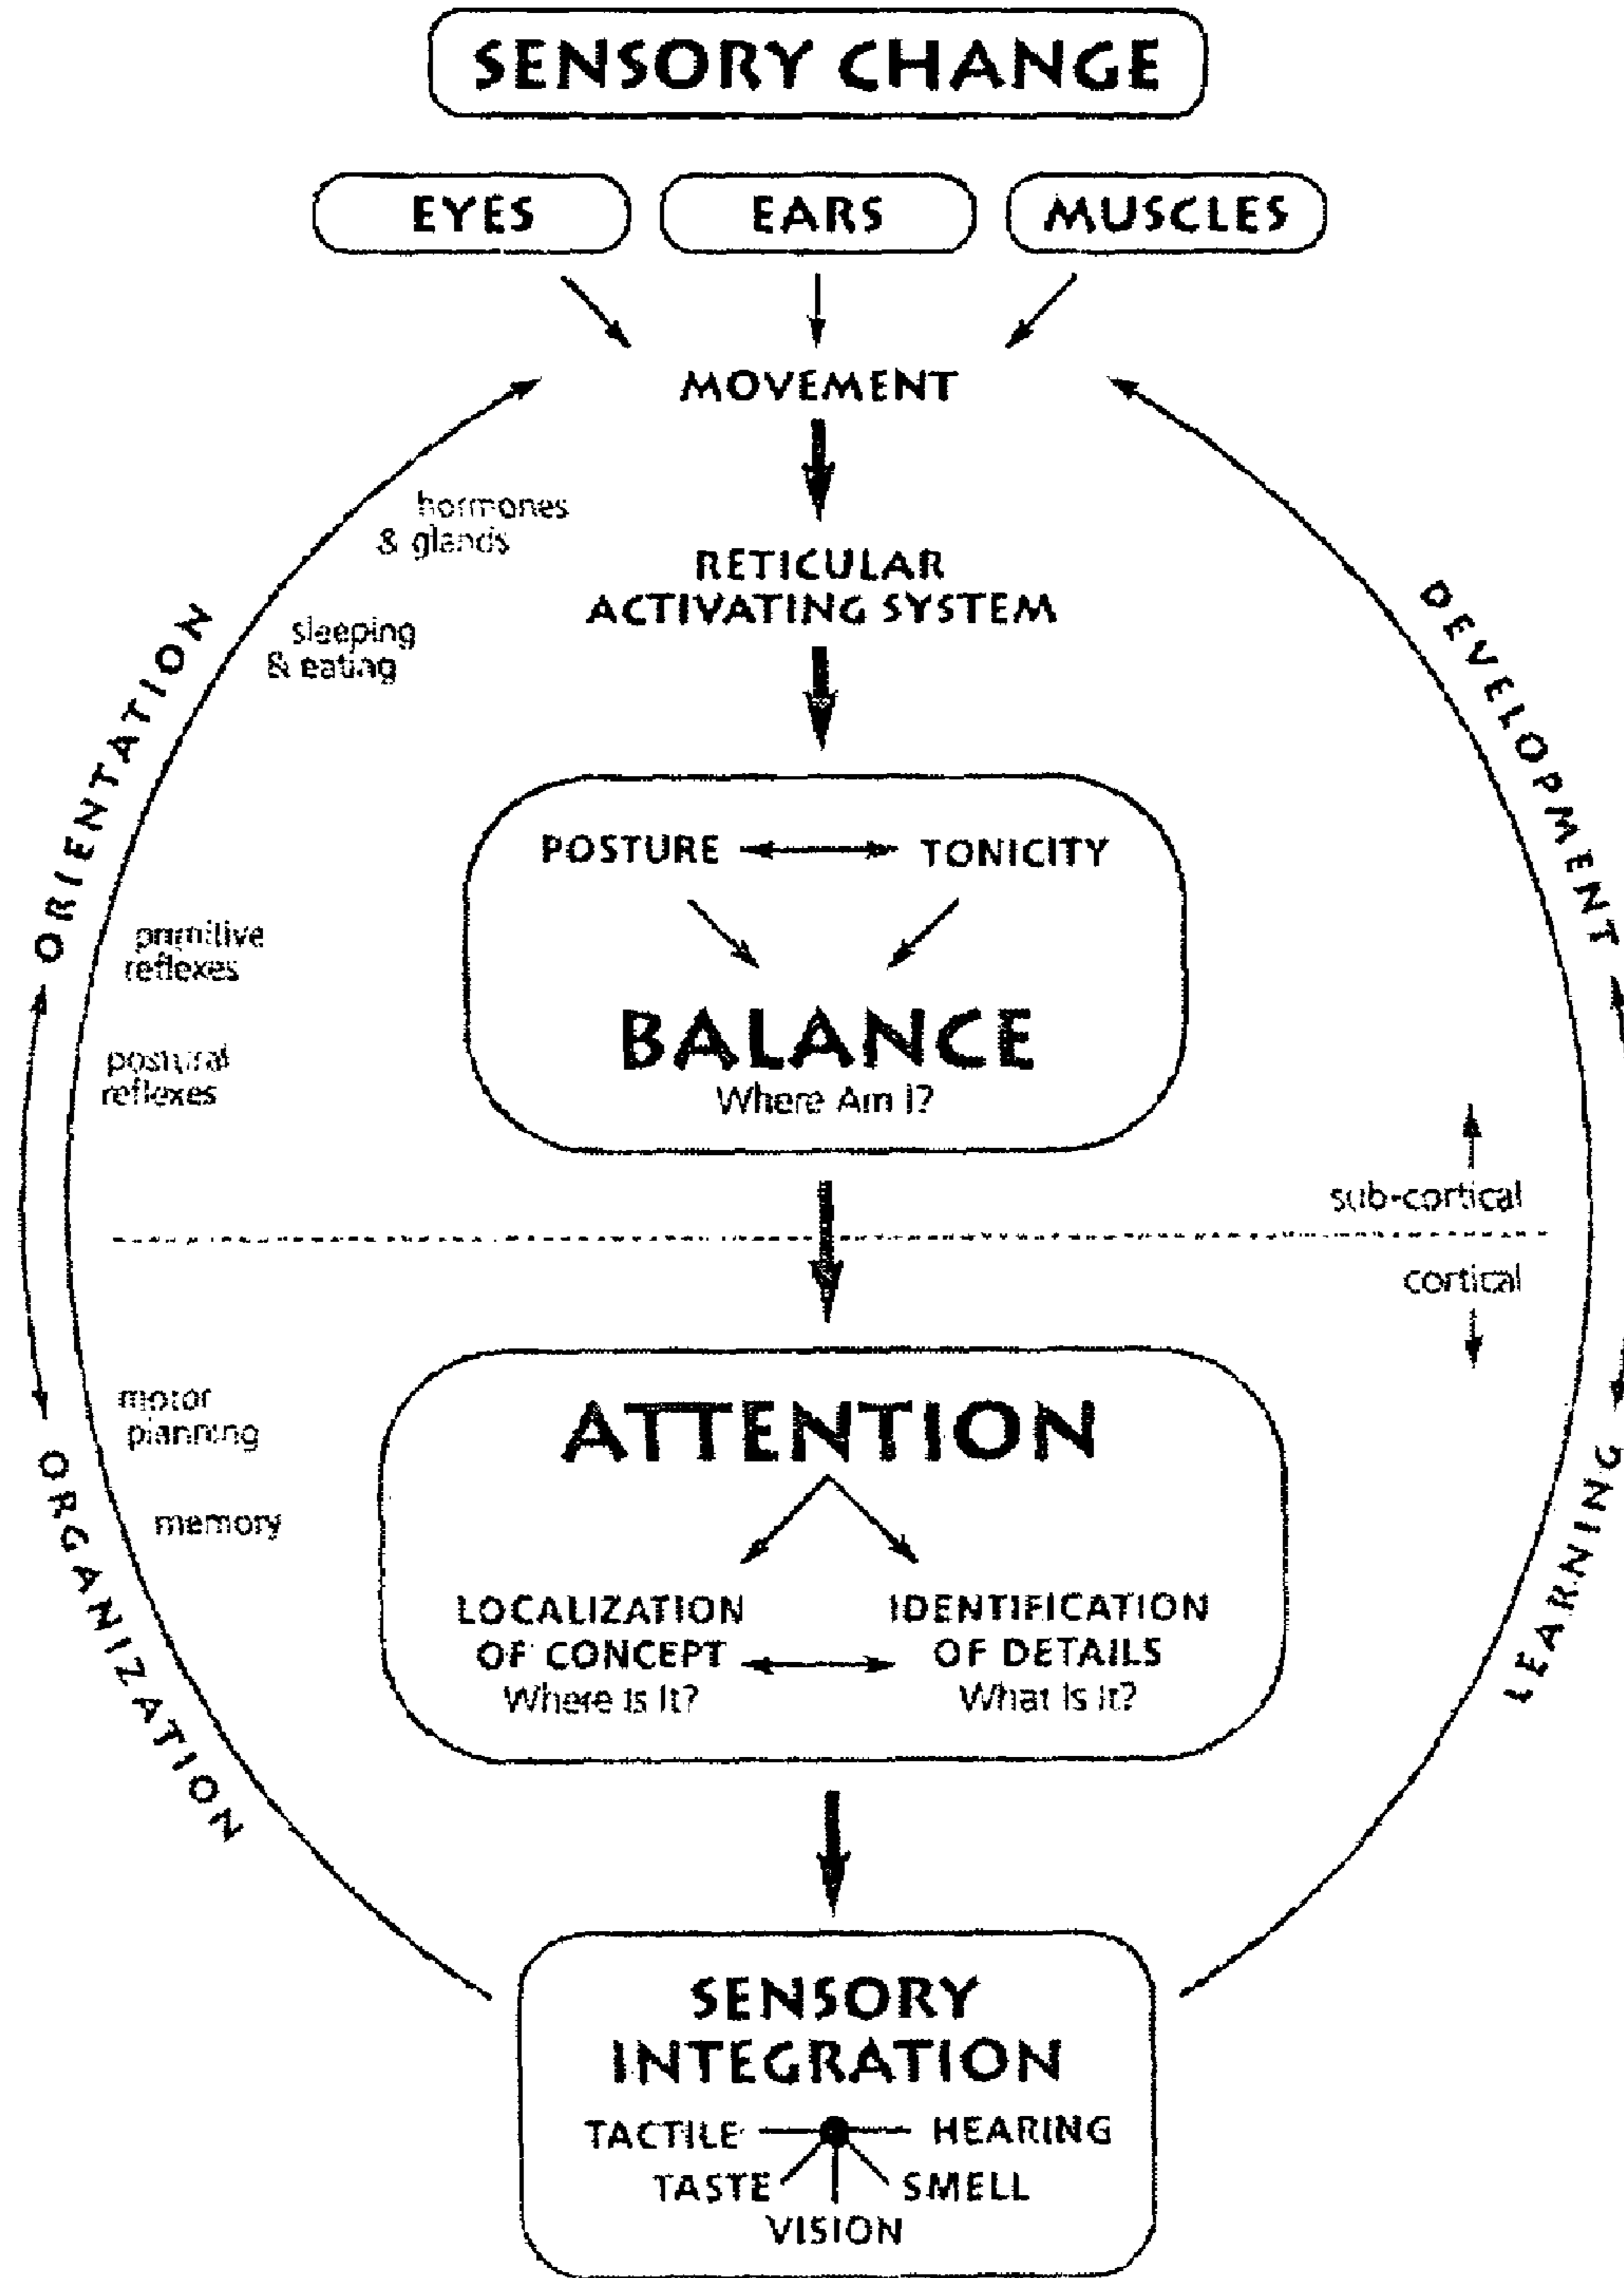 SENSORY CHANGE
EYES
EARS
MUSCLES
MOVEMENT
hormones
& glands
RETICULAR
ACTIVATING SYSTEM
sleeping
& eating
ORIENTATION
DEVELOPMENT
POSTURE
TONICITY
primitive
reflexes
BALANCE
postural
reflexes
Where Am I?
sub-cortical
cortical
motor
planning
ATTENTION
ORGANIZATION
LEARNING
memory
LOCALIZATION
OF CONCEPT
Where Is It?
IDENTIFICATION
OF DETAILS
What Is It?
SENSORY
INTEGRATION
TACTILE
HEARING
TASTE
SMELL
VISION